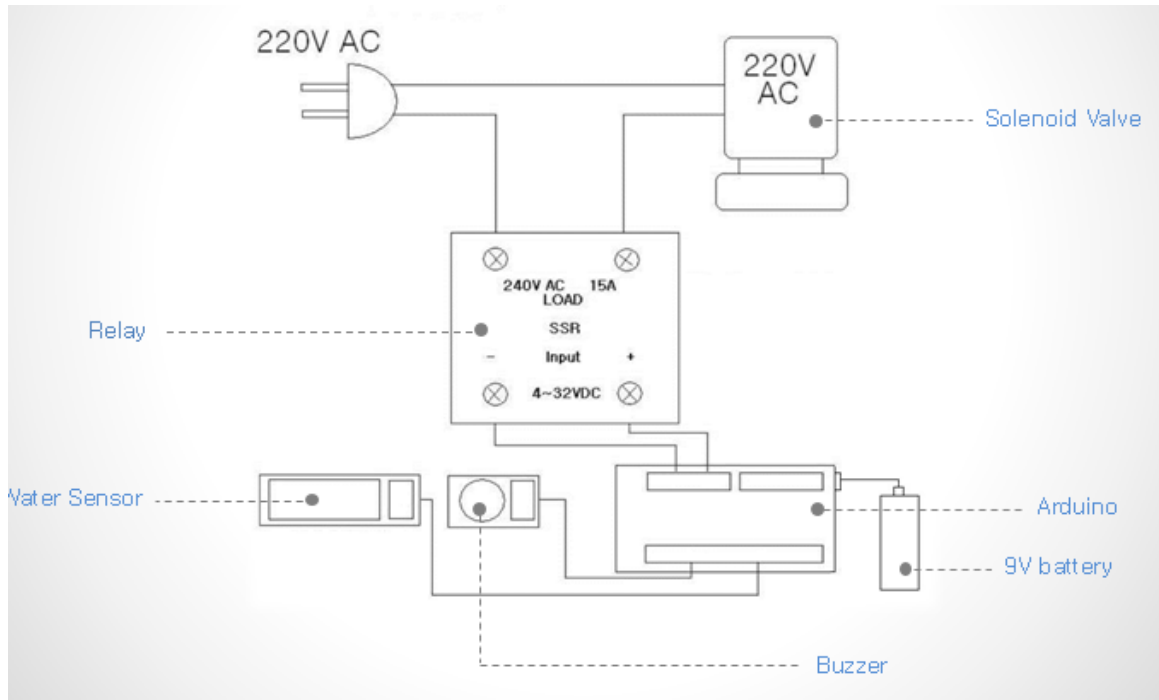 220V AC
220V
AC
Solenoid Valve
240V AC 15A
LOAD
Relay
SSR
- Input +
4~32VDC
Water Sensor
Arduino
9V battery
Buzzer